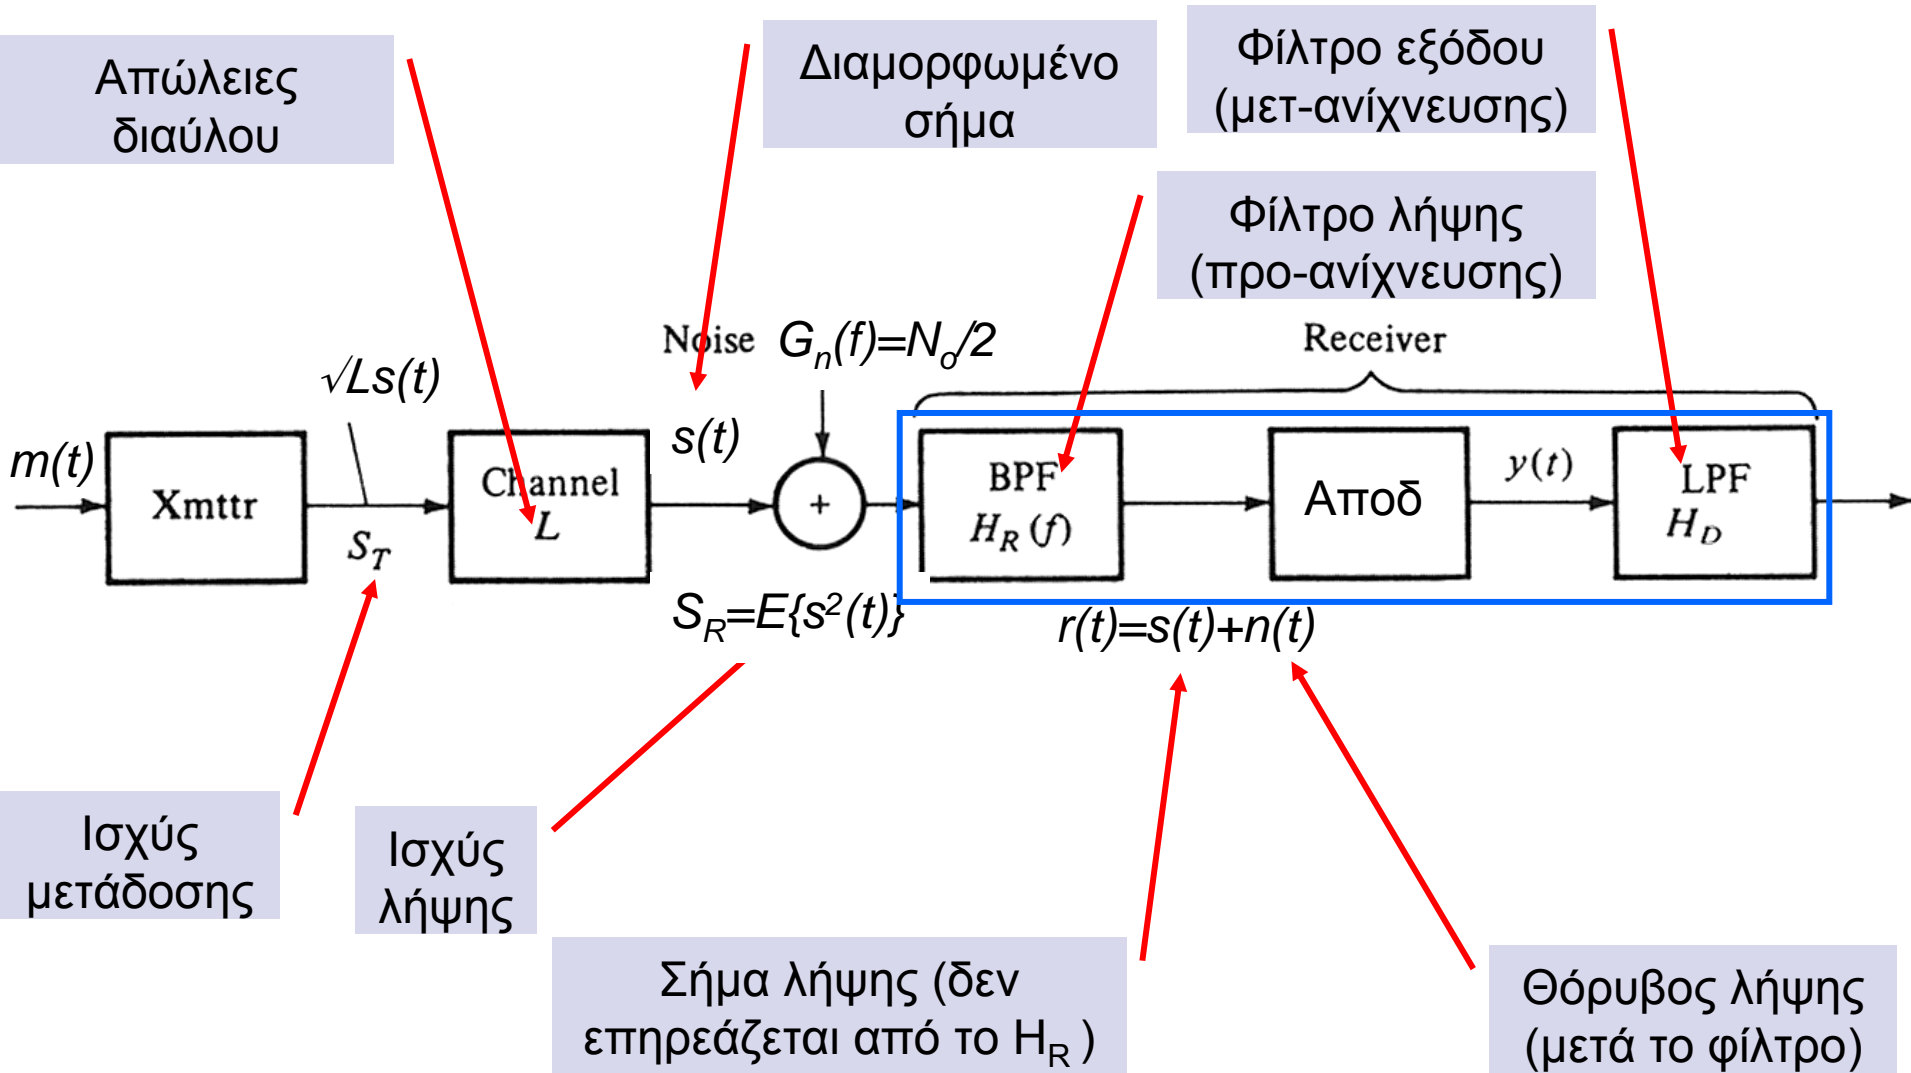 Απώλειες
διαύλου
Διαμορφωμένο
σήμα
Φίλτρο εξόδου
(μετ-ανίχνευσης)
Φίλτρο λήψης
(προ-ανίχνευσης)
Noise Gn(f)=No/2
Receiver
√Ls(t)
m(t)
Xmttr
ST
Channel
L
s(t)
+
BPF
HR(f)
Αποδ
y(t)
LPF
HD
SR=E{s²(t)}
r(t)=s(t)+n(t)
Ισχύς
μετάδοσης
Ισχύς
λήψης
Σήμα λήψης (δεν
επηρεάζεται από το HR )
Θόρυβος λήψης
(μετά το φίλτρο)